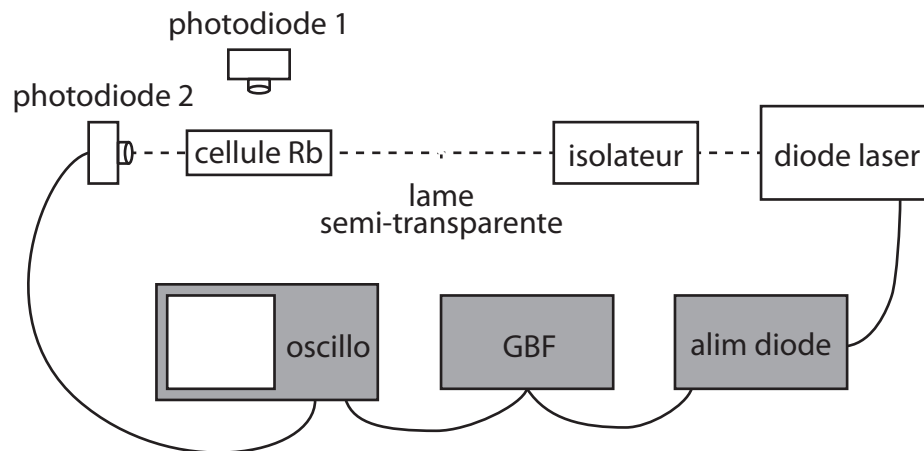 photodiode 1
photodiode 2
cellule Rb
isolateur
diode laser
lame
semi-transparente
oscillo
GBF
alim diode